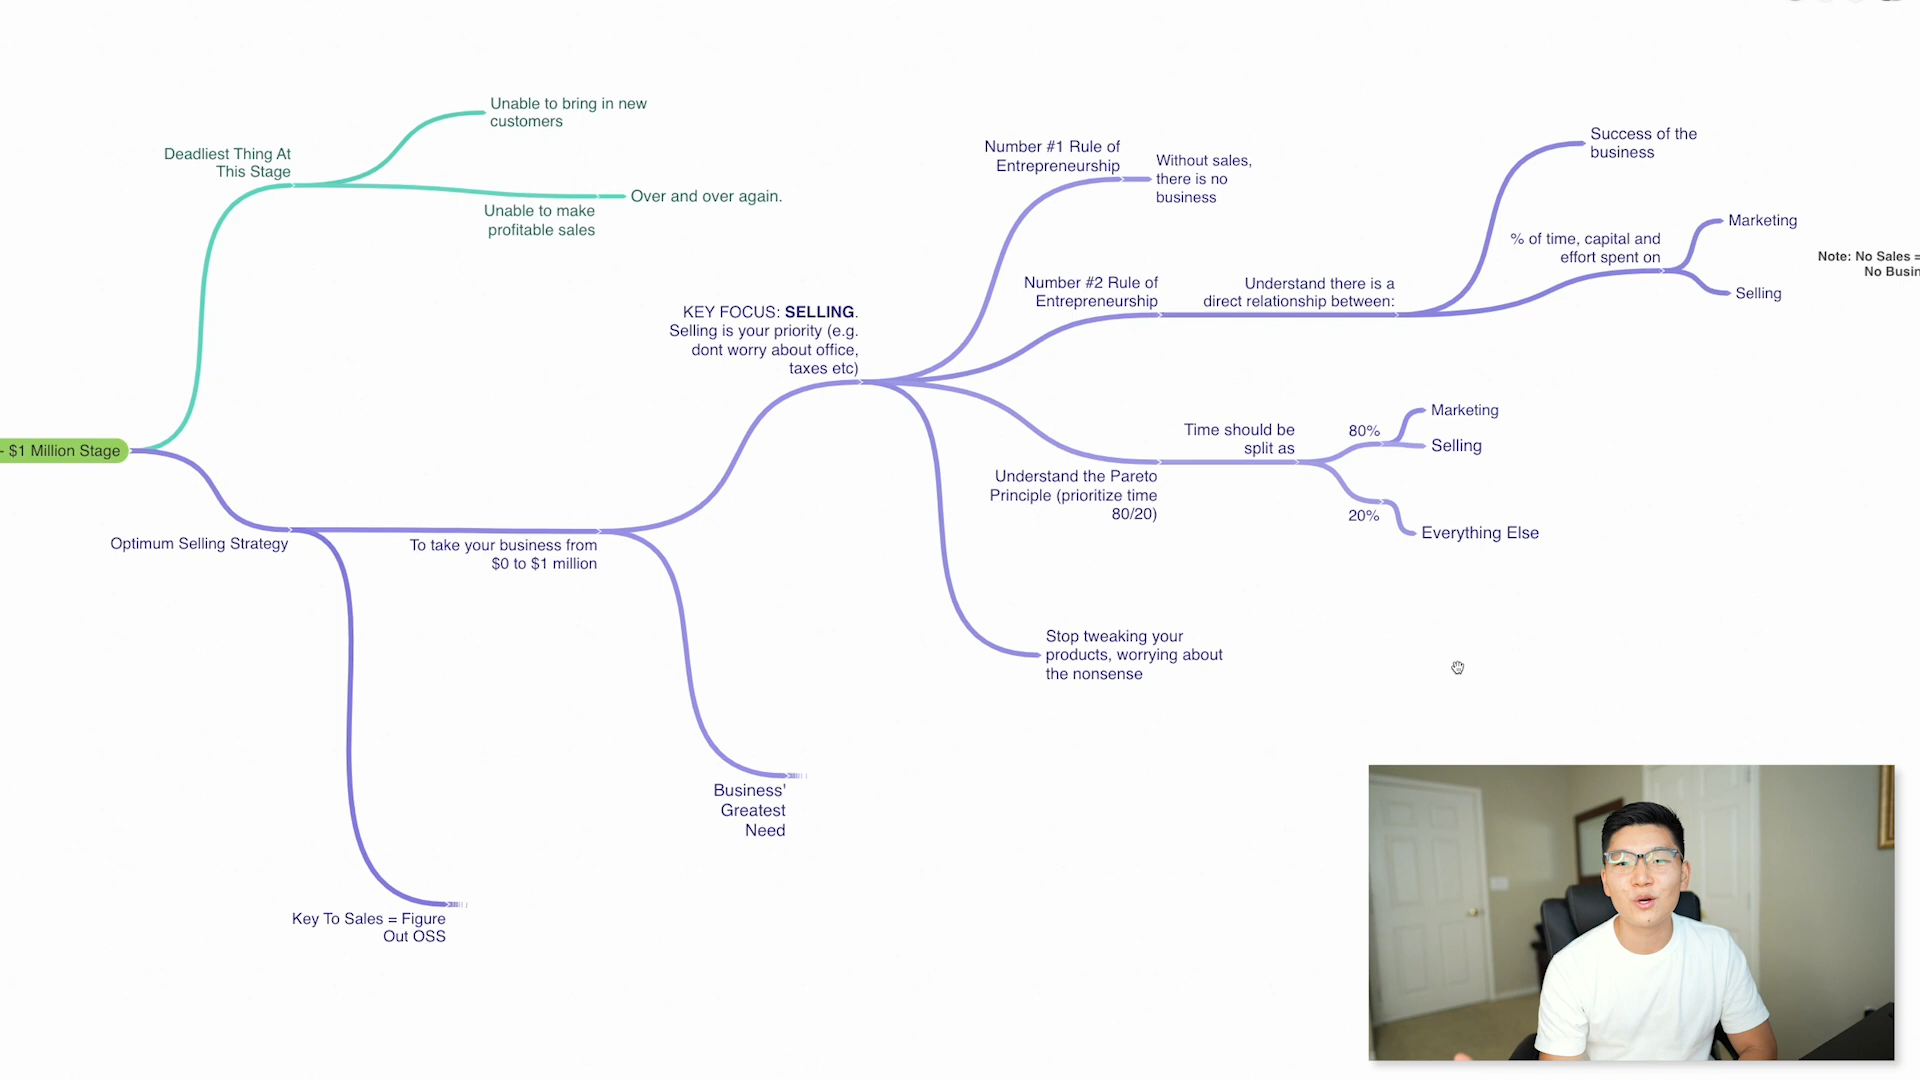 Unable to bring in new
customers
Deadliest Thing At
This Stage
Over and over again.
Unable to make
profitable sales
- $1 Million Stage
Optimum Selling Strategy
To take your business from
$0 to $1 million
KEY FOCUS: SELLING.
Selling is your priority (e.g.
dont worry about office,
taxes etc)
Number #1 Rule of
Entrepreneurship
Without sales,
there is no
business
Number #2 Rule of
Entrepreneurship
Understand there is a
direct relationship between:
Success of the
business
% of time, capital and
effort spent on
Marketing
Selling
Note: No Sales =
No Busin
Understand the Pareto
Principle (prioritize time
80/20)
Time should be
split as
80%
Marketing
Selling
20%
Everything Else
Stop tweaking your
products, worrying about
the nonsense
Business'
Greatest
Need
Key To Sales = Figure
Out OSS